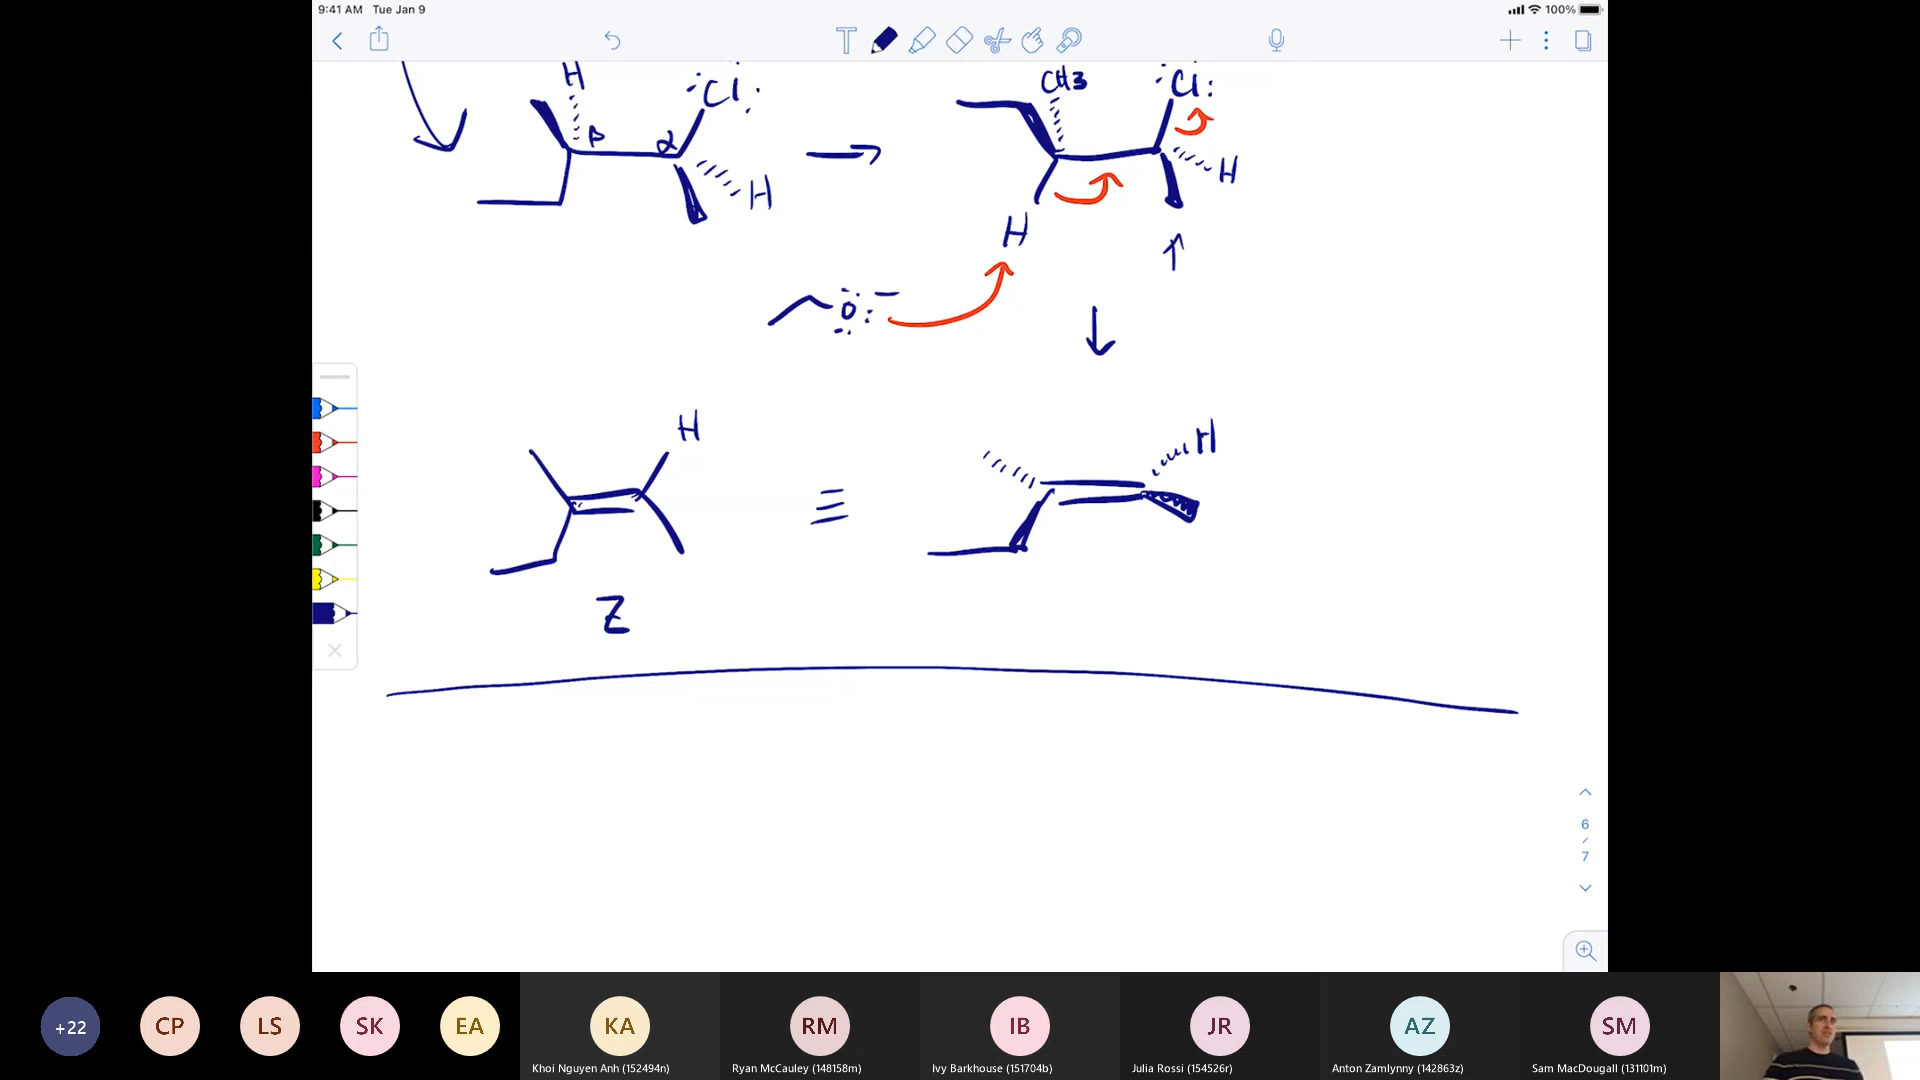 9:41 AM Tue Jan 9
100%
T
H
:Cl:
β
α
H
CH3
:Cl:
H
H
O:
−
H
H
≡
Z
6
/
7
+22
CP
LS
SK
EA
KA
RM
IB
JR
AZ
SM
Khoi Nguyen Anh (152494n)
Ryan McCauley (148158m)
Ivy Barkhouse (151704b)
Julia Rossi (154526r)
Anton Zamlynny (142863z)
Sam MacDougall (131101m)